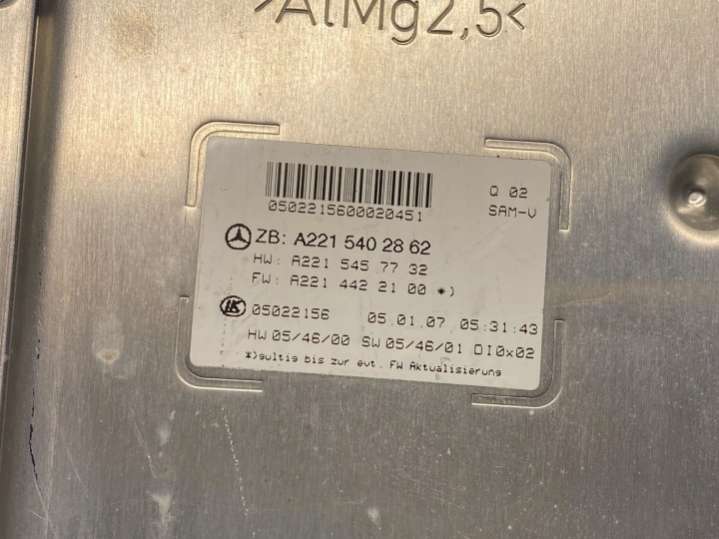 >AlMg2,5<
Q 02
0502215600020451
SAM-V
ZB: A221 540 28 62
HW: A221 545 77 32
FW: A221 442 21 00 *)
05022156 05.01.07 05:31:43
HW 05/46/00 SW 05/46/01 DI0x02
*)gultig bis zur evt. FW Aktualisierung